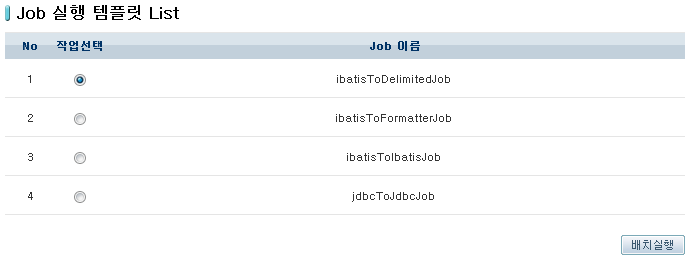 Job 실행 템플릿 List
No 작업선택 Job 이름
1 ibatisToDelimitedJob
2 ibatisToFormatterJob
3 ibatisToIbatisJob
4 jdbcToJdbcJob
배치실행